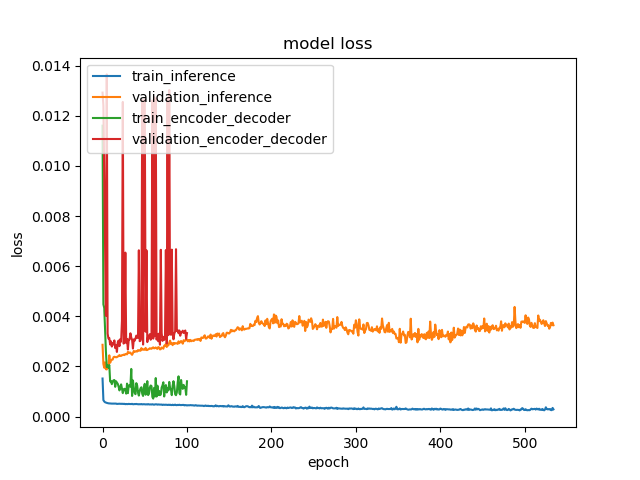 model loss
train_inference
validation_inference
train_encoder_decoder
validation_encoder_decoder
0.014
0.012
0.010
0.008
0.006
0.004
0.002
0.000
loss
0 100 200 300 400 500
epoch